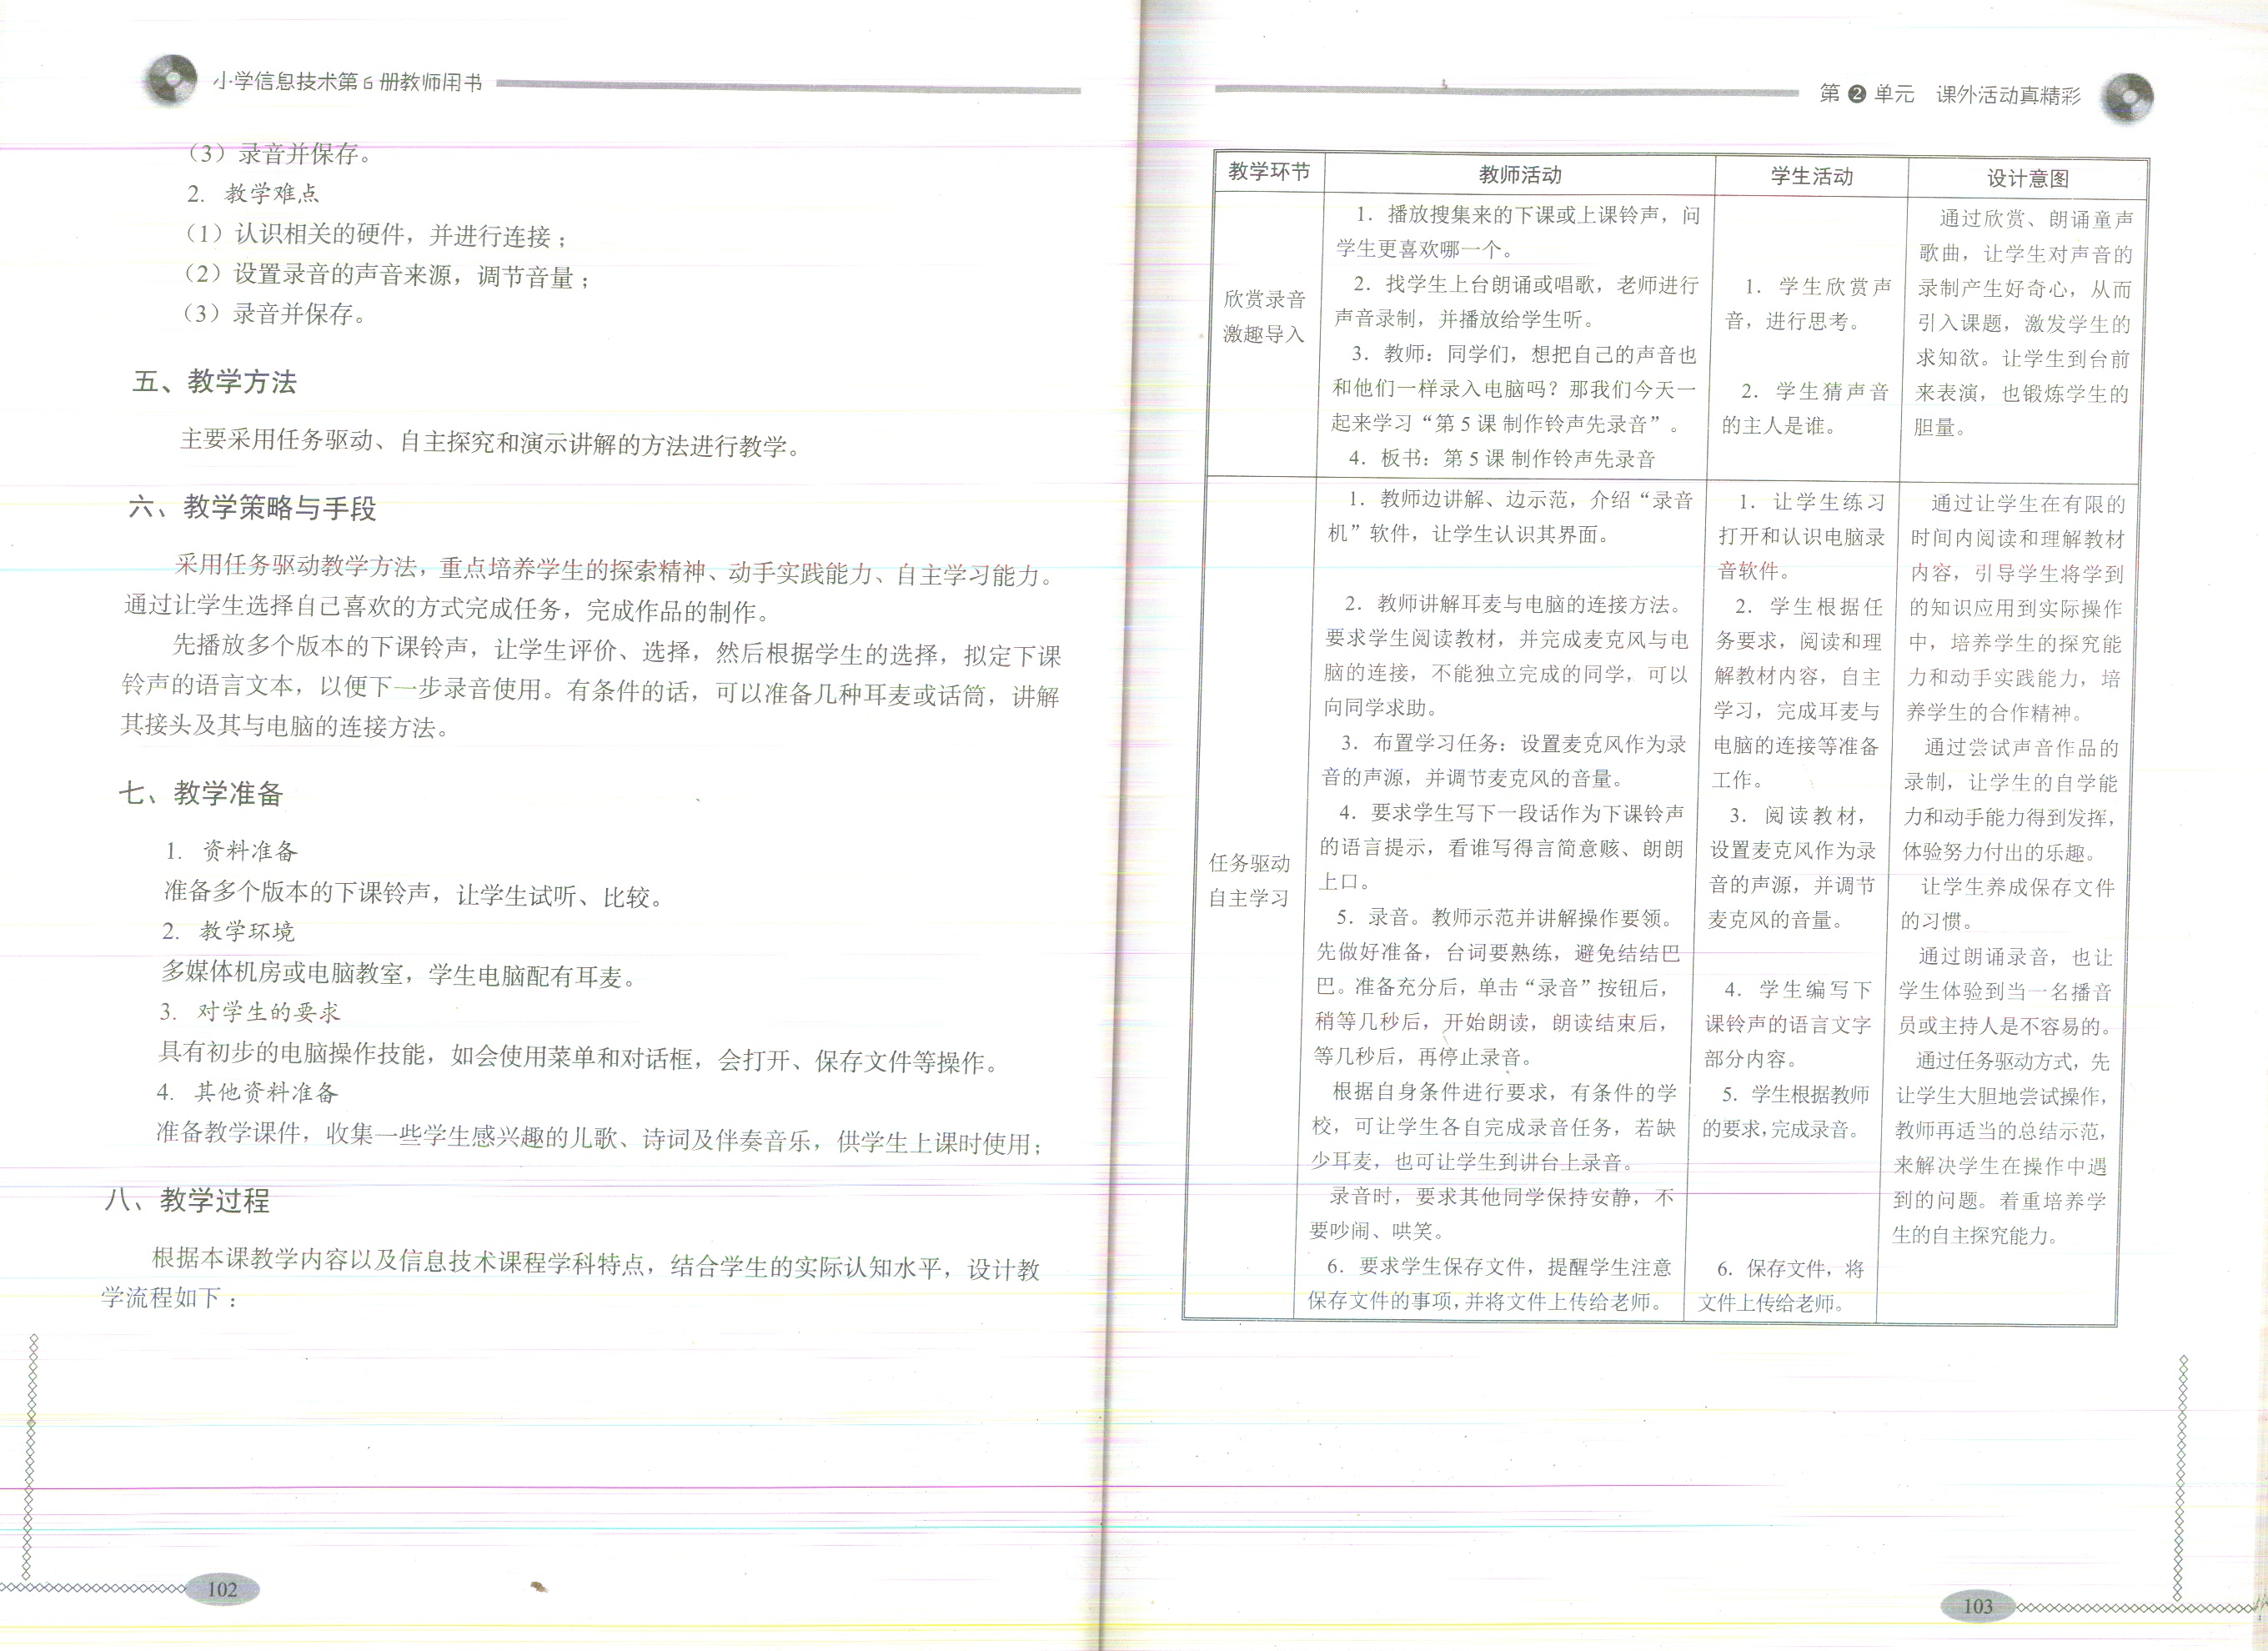 小学信息技术第6册教师用书
（3）录音并保存。
2. 教学难点
（1）认识相关的硬件，并进行连接；
（2）设置录音的声音来源，调节音量；
（3）录音并保存。
五、教学方法
主要采用任务驱动、自主探究和演示讲解的方法进行教学。
六、教学策略与手段
采用任务驱动教学方法，重点培养学生的探索精神、动手实践能力、自主学习能力。
通过让学生选择自己喜欢的方式完成任务，完成作品的制作。
先播放多个版本的下课铃声，让学生评价、选择，然后根据学生的选择，拟定下课
铃声的语言文本，以便下一步录音使用。有条件的话，可以准备几种耳麦或话筒，讲解
其接头及其与电脑的连接方法。
七、教学准备
1. 资料准备
准备多个版本的下课铃声，让学生试听、比较。
2. 教学环境
多媒体机房或电脑教室，学生电脑配有耳麦。
3. 对学生的要求
具有初步的电脑操作技能，如会使用菜单和对话框，会打开、保存文件等操作。
4. 其他资料准备
准备教学课件，收集一些学生感兴趣的儿歌、诗词及伴奏音乐，供学生上课时使用；
八、教学过程
根据本课教学内容以及信息技术课程学科特点，结合学生的实际认知水平，设计教
学流程如下：
102
第2单元 课外活动真精彩
教学环节
教师活动
学生活动
设计意图
欣赏录音
激趣导入
1．播放搜集来的下课或上课铃声，问
学生更喜欢哪一个。
2．找学生上台朗诵或唱歌，老师进行
声音录制，并播放给学生听。
3．教师：同学们，想把自己的声音也
和他们一样录入电脑吗？那我们今天一
起来学习“第5课 制作铃声先录音”。
4．板书：第5课 制作铃声先录音
1．学生欣赏声
音，进行思考。
2．学生猜声音
的主人是谁。
通过欣赏、朗诵童声
歌曲，让学生对声音的
录制产生好奇心，从而
引入课题，激发学生的
求知欲。让学生到台前
来表演，也锻炼学生的
胆量。
任务驱动
自主学习
1．教师边讲解、边示范，介绍“录音
机”软件，让学生认识其界面。
2．教师讲解耳麦与电脑的连接方法。
要求学生阅读教材，并完成麦克风与电
脑的连接，不能独立完成的同学，可以
向同学求助。
3．布置学习任务：设置麦克风作为录
音的声源，并调节麦克风的音量。
4．要求学生写下一段话作为下课铃声
的语言提示，看谁写得言简意赅、朗朗
上口。
5．录音。教师示范并讲解操作要领。
先做好准备，台词要熟练，避免结结巴
巴。准备充分后，单击“录音”按钮后，
稍等几秒后，开始朗读，朗读结束后，
等几秒后，再停止录音。
根据自身条件进行要求，有条件的学
校，可让学生各自完成录音任务，若缺
少耳麦，也可让学生到讲台上录音。
录音时，要求其他同学保持安静，不
要吵闹、哄笑。
6．要求学生保存文件，提醒学生注意
保存文件的事项，并将文件上传给老师。
1．让学生练习
打开和认识电脑录
音软件。
2．学生根据任
务要求，阅读和理
解教材内容，自主
学习，完成耳麦与
电脑的连接等准备
工作。
3．阅读教材，
设置麦克风作为录
音的声源，并调节
麦克风的音量。
4．学生编写下
课铃声的语言文字
部分内容。
5．学生根据教师
的要求，完成录音。
6．保存文件，将
文件上传给老师。
通过让学生在有限的
时间内阅读和理解教材
内容，引导学生将学到
的知识应用到实际操作
中，培养学生的探究能
力和动手实践能力，培
养学生的合作精神。
通过尝试声音作品的
录制，让学生的自学能
力和动手能力得到发挥，
体验努力付出的乐趣。
让学生养成保存文件
的习惯。
通过朗诵录音，也让
学生体验到当一名播音
员或主持人是不容易的。
通过任务驱动方式，先
让学生大胆地尝试操作，
教师再适当的总结示范，
来解决学生在操作中遇
到的问题。着重培养学
生的自主探究能力。
103